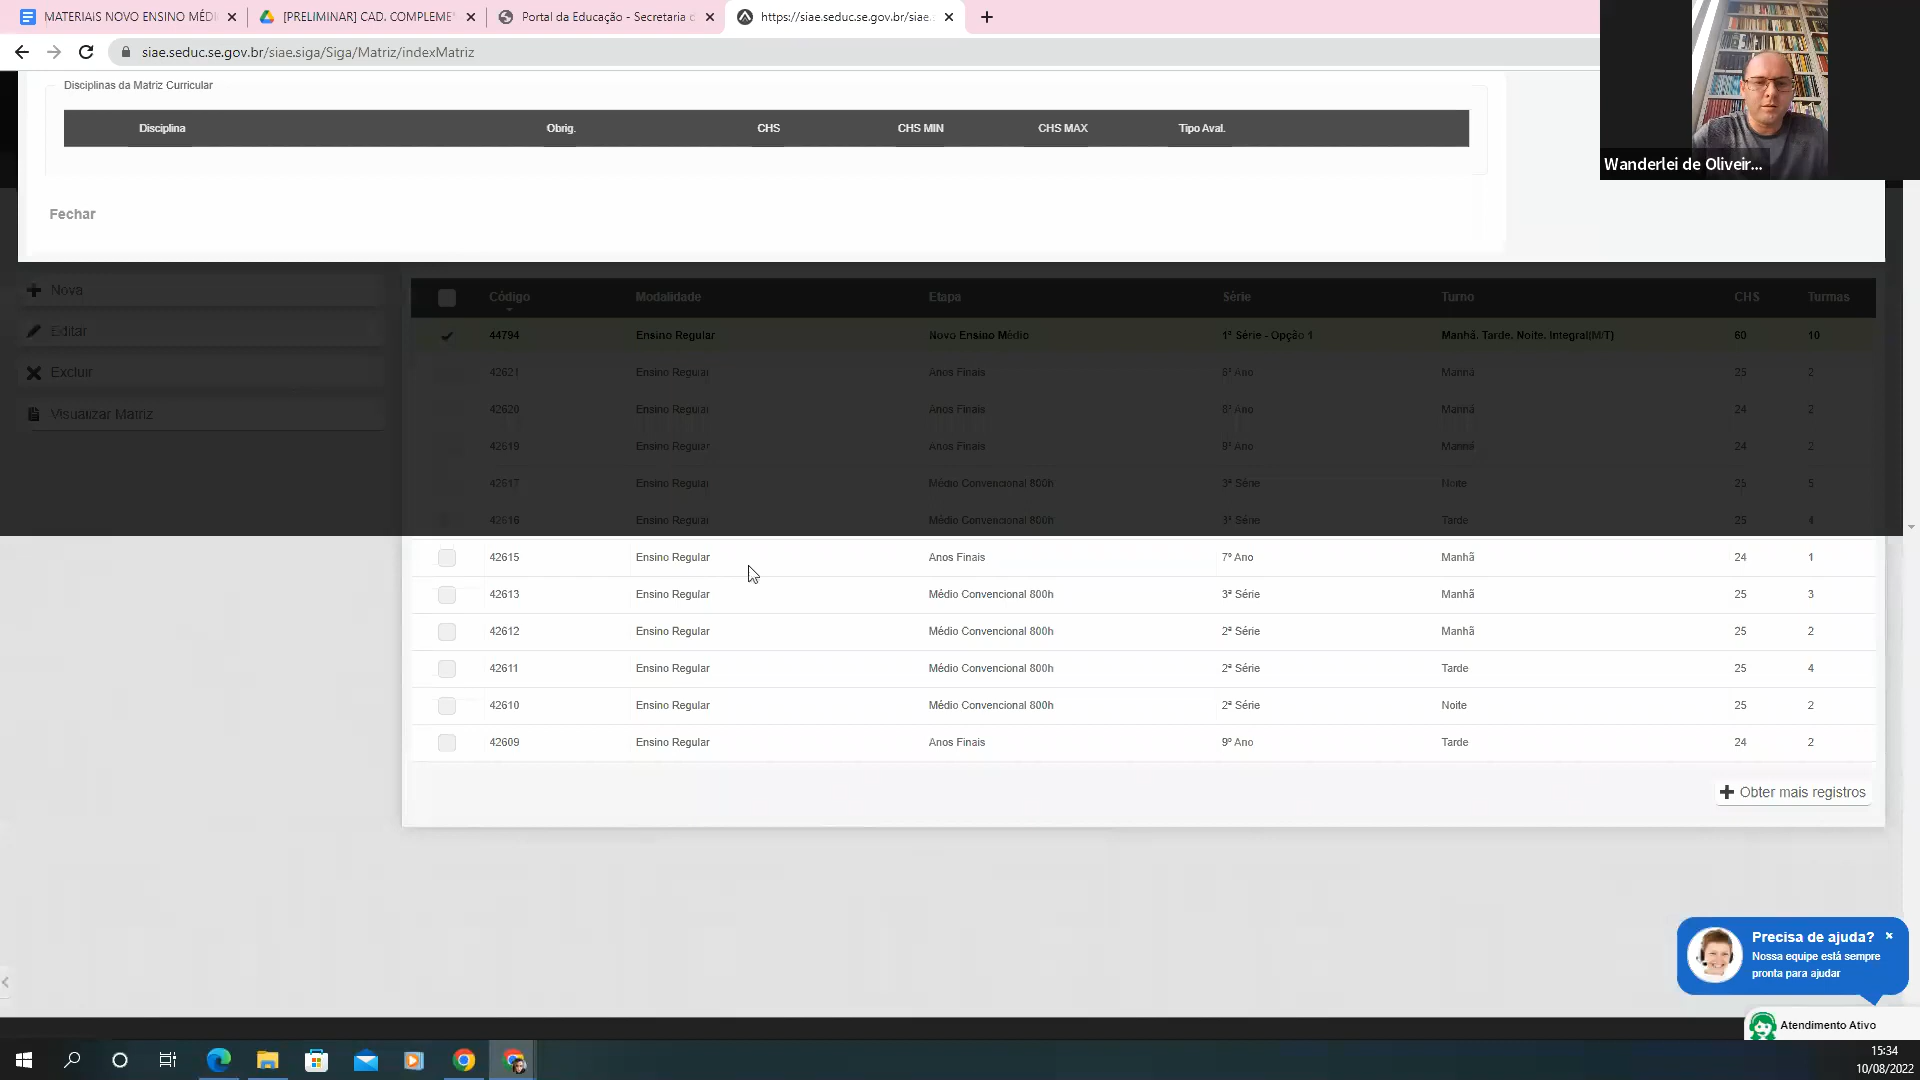 MATERIAIS NOVO ENSINO MÉDI
[PRELIMINAR] CAD. COMPLEME
Portal da Educação - Secretaria d
https://siae.seduc.se.gov.br/siae.
siae.seduc.se.gov.br/siae.siga/Siga/Matriz/indexMatriz
Wanderlei de Oliveir...
Disciplinas da Matriz Curricular
Disciplina Obrig. CHS CHS MIN CHS MAX Tipo Aval.
Fechar
Nova
Editar
Excluir
Visualizar Matriz
Código Modalidade Etapa Série Turno CHS Turmas
44794 Ensino Regular Novo Ensino Médio 1ª Série - Opção 1 Manhã, Tarde, Noite, Integral(M/T) 60 10
42621 Ensino Regular Anos Finais 8º Ano Manhã 25 2
42620 Ensino Regular Anos Finais 8º Ano Manhã 24 2
42619 Ensino Regular Anos Finais 9º Ano Manhã 24 2
42617 Ensino Regular Médio Convencional 800h 3ª Série Noite 25 5
42616 Ensino Regular Médio Convencional 800h 3ª Série Tarde 25 4
42615 Ensino Regular Anos Finais 7º Ano Manhã 24 1
42613 Ensino Regular Médio Convencional 800h 3ª Série Manhã 25 3
42612 Ensino Regular Médio Convencional 800h 2ª Série Manhã 25 2
42611 Ensino Regular Médio Convencional 800h 2ª Série Tarde 25 4
42610 Ensino Regular Médio Convencional 800h 2ª Série Noite 25 2
42609 Ensino Regular Anos Finais 9º Ano Tarde 24 2
Obter mais registros
Precisa de ajuda?
Nossa equipe está sempre
pronta para ajudar
Atendimento Ativo
15:34
10/08/2022